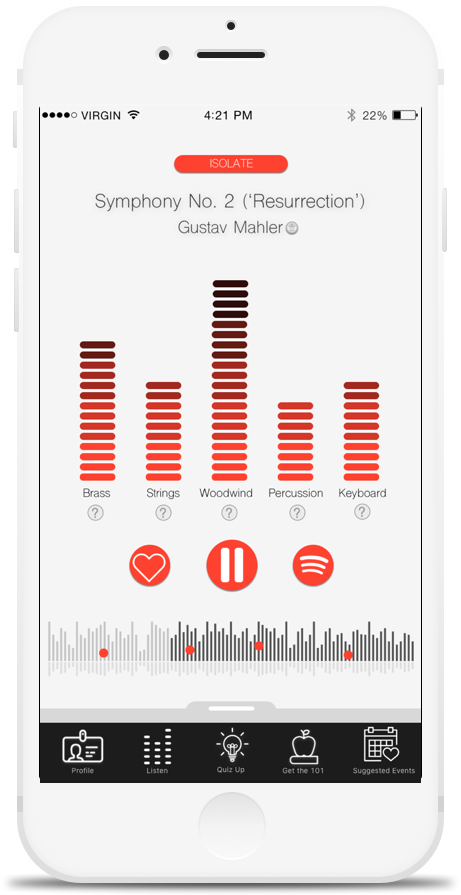 VIRGIN 4:21 PM 22%
ISOLATE
Symphony No. 2 (‘Resurrection’)
Gustav Mahler
Brass Strings Woodwind Percussion Keyboard
? ? ? ? ?
Profile Listen Quiz Up Get the 101 Suggested Events